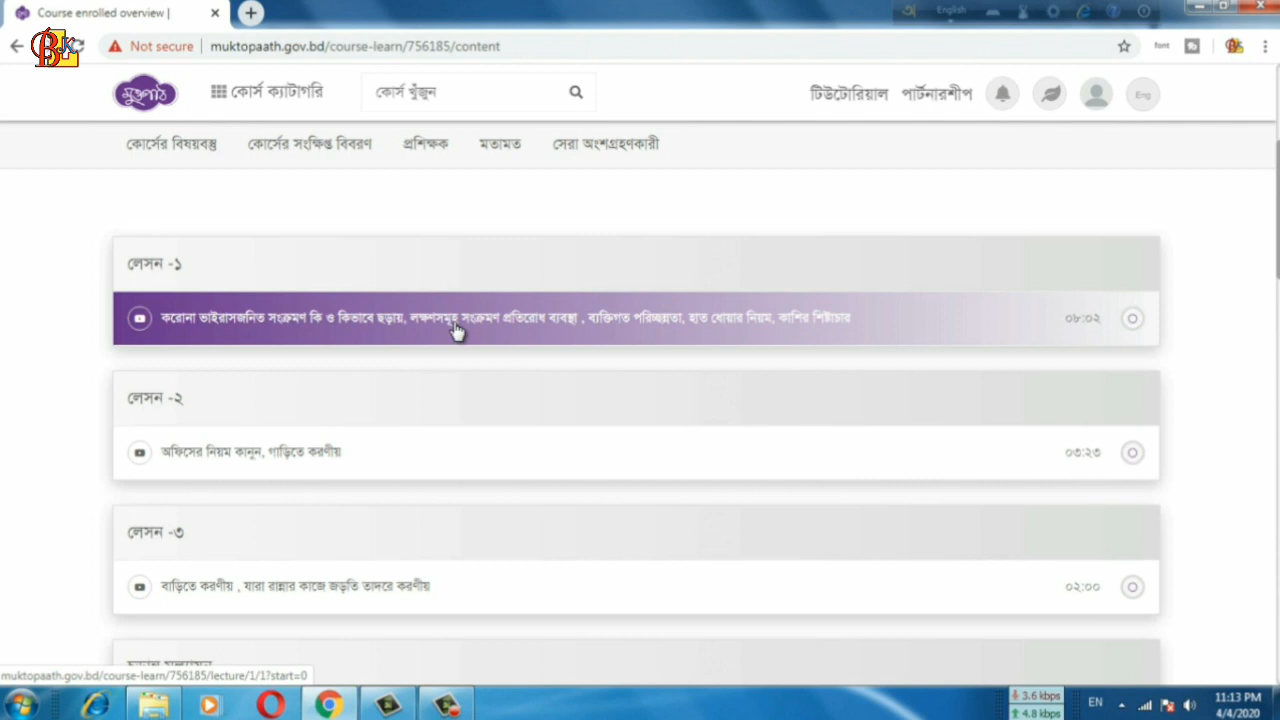 Course enrolled overview |
English
Not secure | muktopaath.gov.bd/course-learn/756185/content
font
মুক্তপাঠ
কোর্স ক্যাটাগরি
কোর্স খুঁজুন
টিউটোরিয়াল পার্টনারশীপ
Eng
কোর্সের বিষয়বস্তু কোর্সের সংক্ষিপ্ত বিবরণ প্রশিক্ষক মতামত সেরা অংশগ্রহণকারী
লেসন -১
করোনা ভাইরাসজনিত সংক্রমণ কি ও কিভাবে ছড়ায়, লক্ষণসমূহ সংক্রমণ প্রতিরোধ ব্যবস্থা , ব্যক্তিগত পরিচ্ছন্নতা, হাত ধোয়ার নিয়ম, কাশির শিষ্টাচার ০৮:০২
লেসন -২
অফিসের নিয়ম কানুন, গাড়িতে করণীয় ০৩:২৩
লেসন -৩
বাড়িতে করণীয় , যারা রান্নার কাজে জড়তি তাদরে করণীয় ০২:০০
muktopaath.gov.bd/course-learn/756185/lecture/1/1?start=0
3.6 kbps
4.8 kbps
EN
11:13 PM
4/4/2020